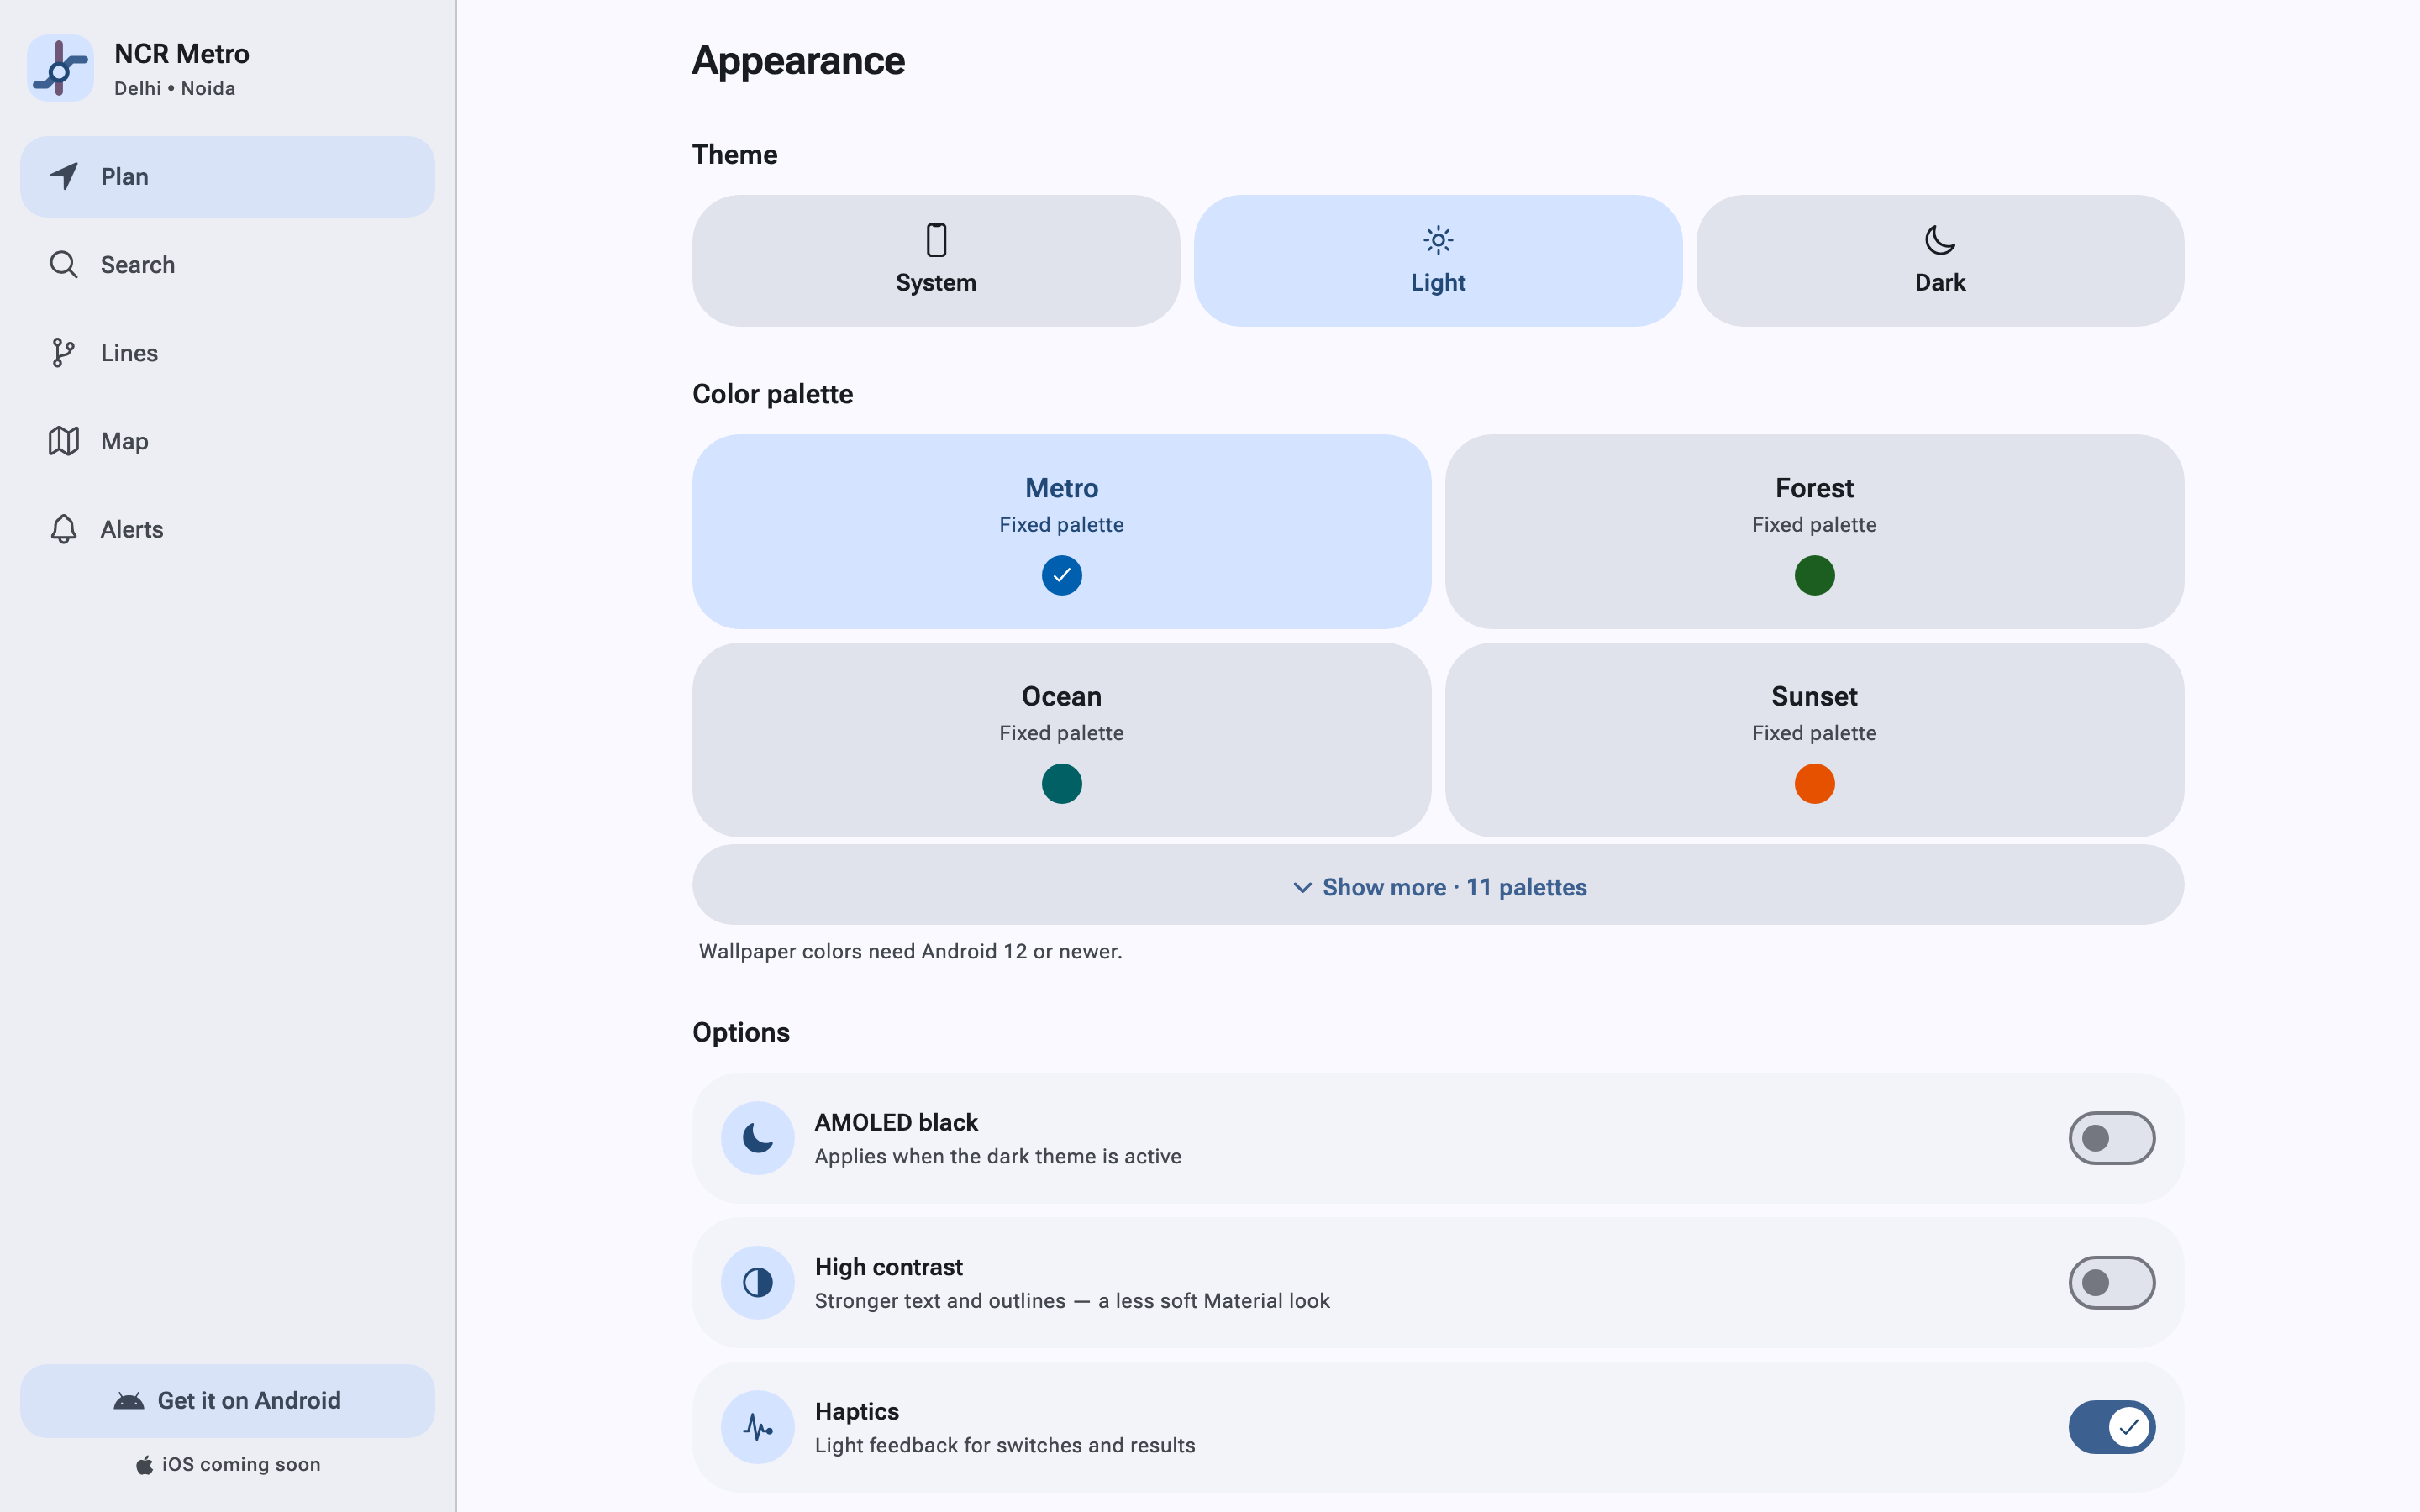 NCR Metro
Delhi • Noida
Plan
Search
Lines
Map
Alerts
Get it on Android
iOS coming soon
Appearance
Theme
System
Light
Dark
Color palette
Metro
Fixed palette
Forest
Fixed palette
Ocean
Fixed palette
Sunset
Fixed palette
Show more · 11 palettes
Wallpaper colors need Android 12 or newer.
Options
AMOLED black
Applies when the dark theme is active
High contrast
Stronger text and outlines — a less soft Material look
Haptics
Light feedback for switches and results